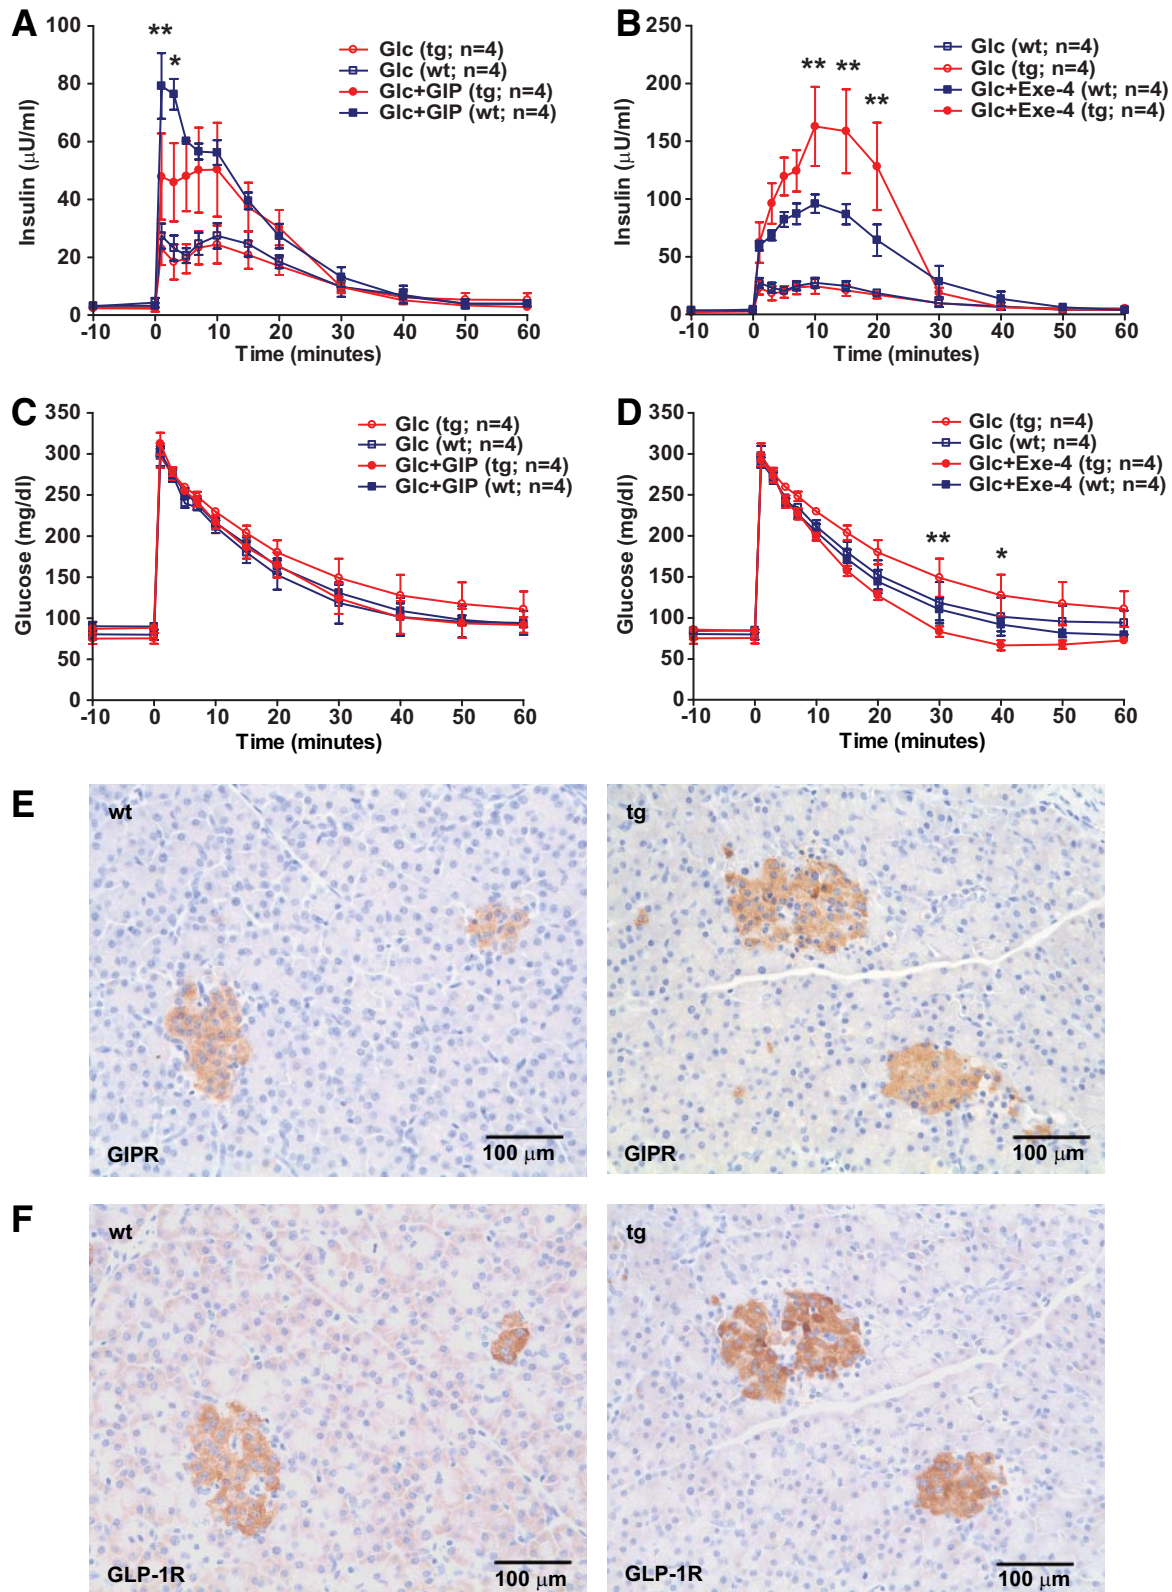 A
Insulin (μU/ml)
100
80
60
40
20
0
-10 0 10 20 30 40 50 60
Time (minutes)
**
*
Glc (tg; n=4)
Glc (wt; n=4)
Glc+GIP (tg; n=4)
Glc+GIP (wt; n=4)
B
Insulin (μU/ml)
250
200
150
100
50
0
-10 0 10 20 30 40 50 60
Time (minutes)
** ** **
Glc (wt; n=4)
Glc (tg; n=4)
Glc+Exe-4 (wt; n=4)
Glc+Exe-4 (tg; n=4)
C
Glucose (mg/dl)
350
300
250
200
150
100
50
0
-10 0 10 20 30 40 50 60
Time (minutes)
Glc (tg; n=4)
Glc (wt; n=4)
Glc+GIP (tg; n=4)
Glc+GIP (wt; n=4)
D
Glucose (mg/dl)
350
300
250
200
150
100
50
0
-10 0 10 20 30 40 50 60
Time (minutes)
** *
Glc (tg; n=4)
Glc (wt; n=4)
Glc+Exe-4 (tg; n=4)
Glc+Exe-4 (wt; n=4)
E
wt
GIPR
100 μm
tg
GIPR
100 μm
F
wt
GLP-1R
100 μm
tg
GLP-1R
100 μm